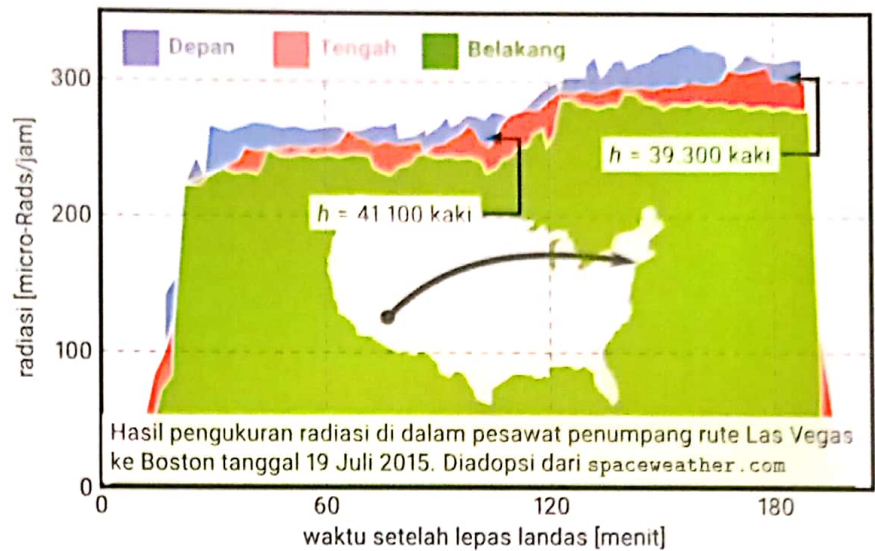 Depan Tengah Belakang
300
200
100
0
radiasi [micro-Rads/jam]
h = 39 300 kaki
h = 41 100 kaki
Hasil pengukuran radiasi di dalam pesawat penumpang rute Las Vegas
ke Boston tanggal 19 Juli 2015. Diadopsi dari spaceweather.com
0 60 120 180
waktu setelah lepas landas [menit]